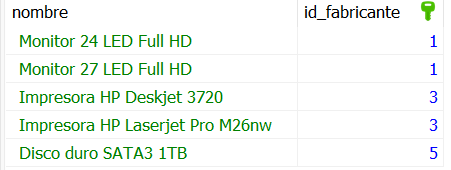 nombre id_fabricante
Monitor 24 LED Full HD 1
Monitor 27 LED Full HD 1
Impresora HP Deskjet 3720 3
Impresora HP Laserjet Pro M26nw 3
Disco duro SATA3 1TB 5